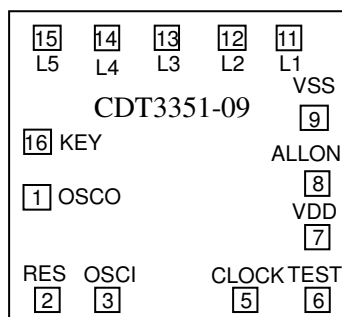 15 14 13 12 11
L5 L4 L3 L2 L1
VSS
CDT3351-09
9
16 KEY
ALLON
8
1 OSCO
VDD
7
RES OSCI CLOCK TEST
2 3 5 6